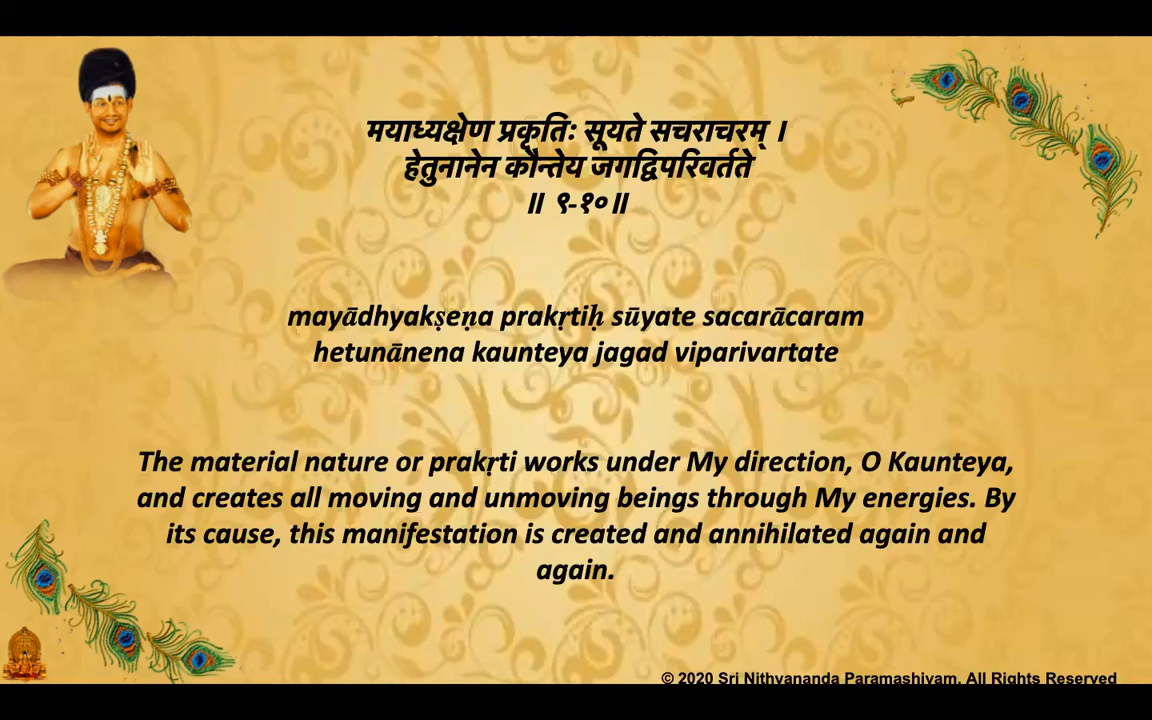 मयाध्यक्षेण प्रकृतिः सूयते सचराचरम् ।
हेतुनानेन कौन्तेय जगद्विपरिवर्तते
॥ ९-१०॥
mayādhyakṣeṇa prakṛtiḥ sūyate sacarācaram
hetunānena kaunteya jagad viparivartate
The material nature or prakṛti works under My direction, O Kaunteya,
and creates all moving and unmoving beings through My energies. By
its cause, this manifestation is created and annihilated again and
again.
© 2020 Sri Nithyananda Paramashivam. All Rights Reserved